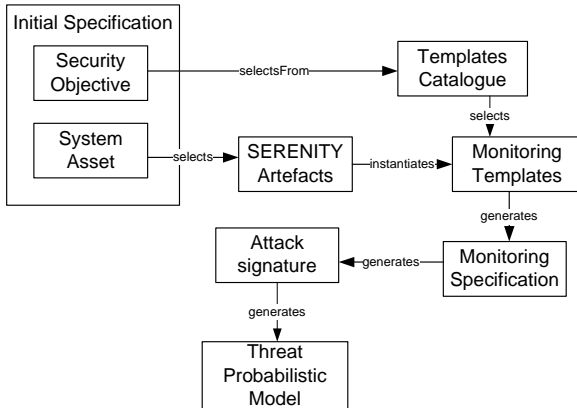 Initial Specification
Security
Objective
selectsFrom
Templates
Catalogue
selects
System
Asset
selects
SERENITY
Artefacts
instantiates
Monitoring
Templates
generates
Attack
signature
generates
Monitoring
Specification
generates
Threat
Probabilistic
Model